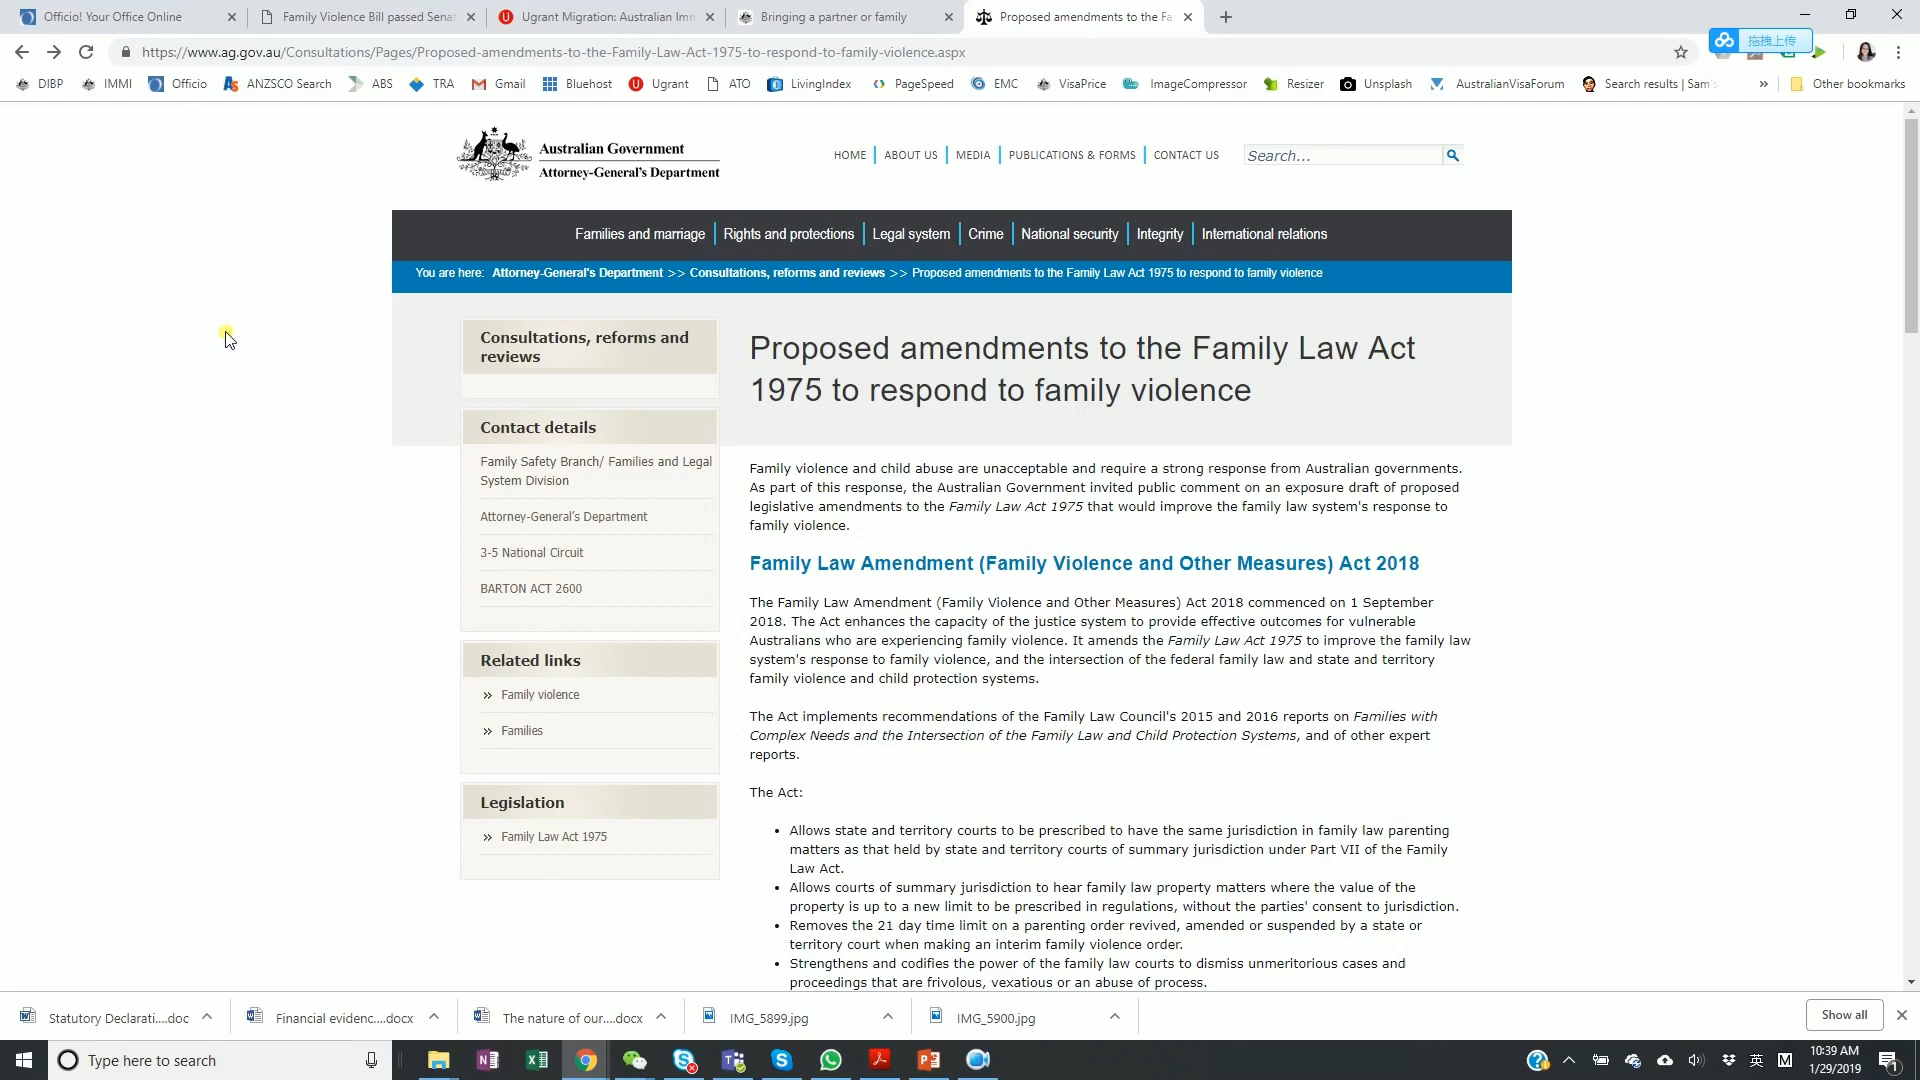 Officio! Your Office Online
Family Violence Bill passed Senat
Ugrant Migration: Australian Imm
Bringing a partner or family
Proposed amendments to the Fa
拖拽上传
https://www.ag.gov.au/Consultations/Pages/Proposed-amendments-to-the-Family-Law-Act-1975-to-respond-to-family-violence.aspx
DIBP IMMI Officio ANZSCO Search ABS TRA Gmail Bluehost Ugrant ATO LivingIndex PageSpeed EMC VisaPrice ImageCompressor Resizer Unsplash AustralianVisaForum Search results | Sam's » Other bookmarks
Australian Government
Attorney-General's Department
HOME ABOUT US MEDIA PUBLICATIONS & FORMS CONTACT US Search...
Families and marriage Rights and protections Legal system Crime National security Integrity International relations
You are here: Attorney-General's Department >> Consultations, reforms and reviews >> Proposed amendments to the Family Law Act 1975 to respond to family violence
Consultations, reforms and
reviews
Contact details
Family Safety Branch/ Families and Legal
System Division
Attorney-General's Department
3-5 National Circuit
BARTON ACT 2600
Related links
» Family violence
» Families
Legislation
» Family Law Act 1975
Proposed amendments to the Family Law Act
1975 to respond to family violence
Family violence and child abuse are unacceptable and require a strong response from Australian governments.
As part of this response, the Australian Government invited public comment on an exposure draft of proposed
legislative amendments to the Family Law Act 1975 that would improve the family law system's response to
family violence.
Family Law Amendment (Family Violence and Other Measures) Act 2018
The Family Law Amendment (Family Violence and Other Measures) Act 2018 commenced on 1 September
2018. The Act enhances the capacity of the justice system to provide effective outcomes for vulnerable
Australians who are experiencing family violence. It amends the Family Law Act 1975 to improve the family law
system's response to family violence, and the intersection of the federal family law and state and territory
family violence and child protection systems.
The Act implements recommendations of the Family Law Council's 2015 and 2016 reports on Families with
Complex Needs and the Intersection of the Family Law and Child Protection Systems, and of other expert
reports.
The Act:
• Allows state and territory courts to be prescribed to have the same jurisdiction in family law parenting
matters as that held by state and territory courts of summary jurisdiction under Part VII of the Family
Law Act.
• Allows courts of summary jurisdiction to hear family law property matters where the value of the
property is up to a new limit to be prescribed in regulations, without the parties' consent to jurisdiction.
• Removes the 21 day time limit on a parenting order revived, amended or suspended by a state or
territory court when making an interim family violence order.
• Strengthens and codifies the power of the family law courts to dismiss unmeritorious cases and
proceedings that are frivolous, vexatious or an abuse of process.
Statutory Declarati....doc
Financial evidenc....docx
The nature of our....docx
IMG_5899.jpg
IMG_5900.jpg
Show all
Type here to search
英
M
10:39 AM
1/29/2019
1